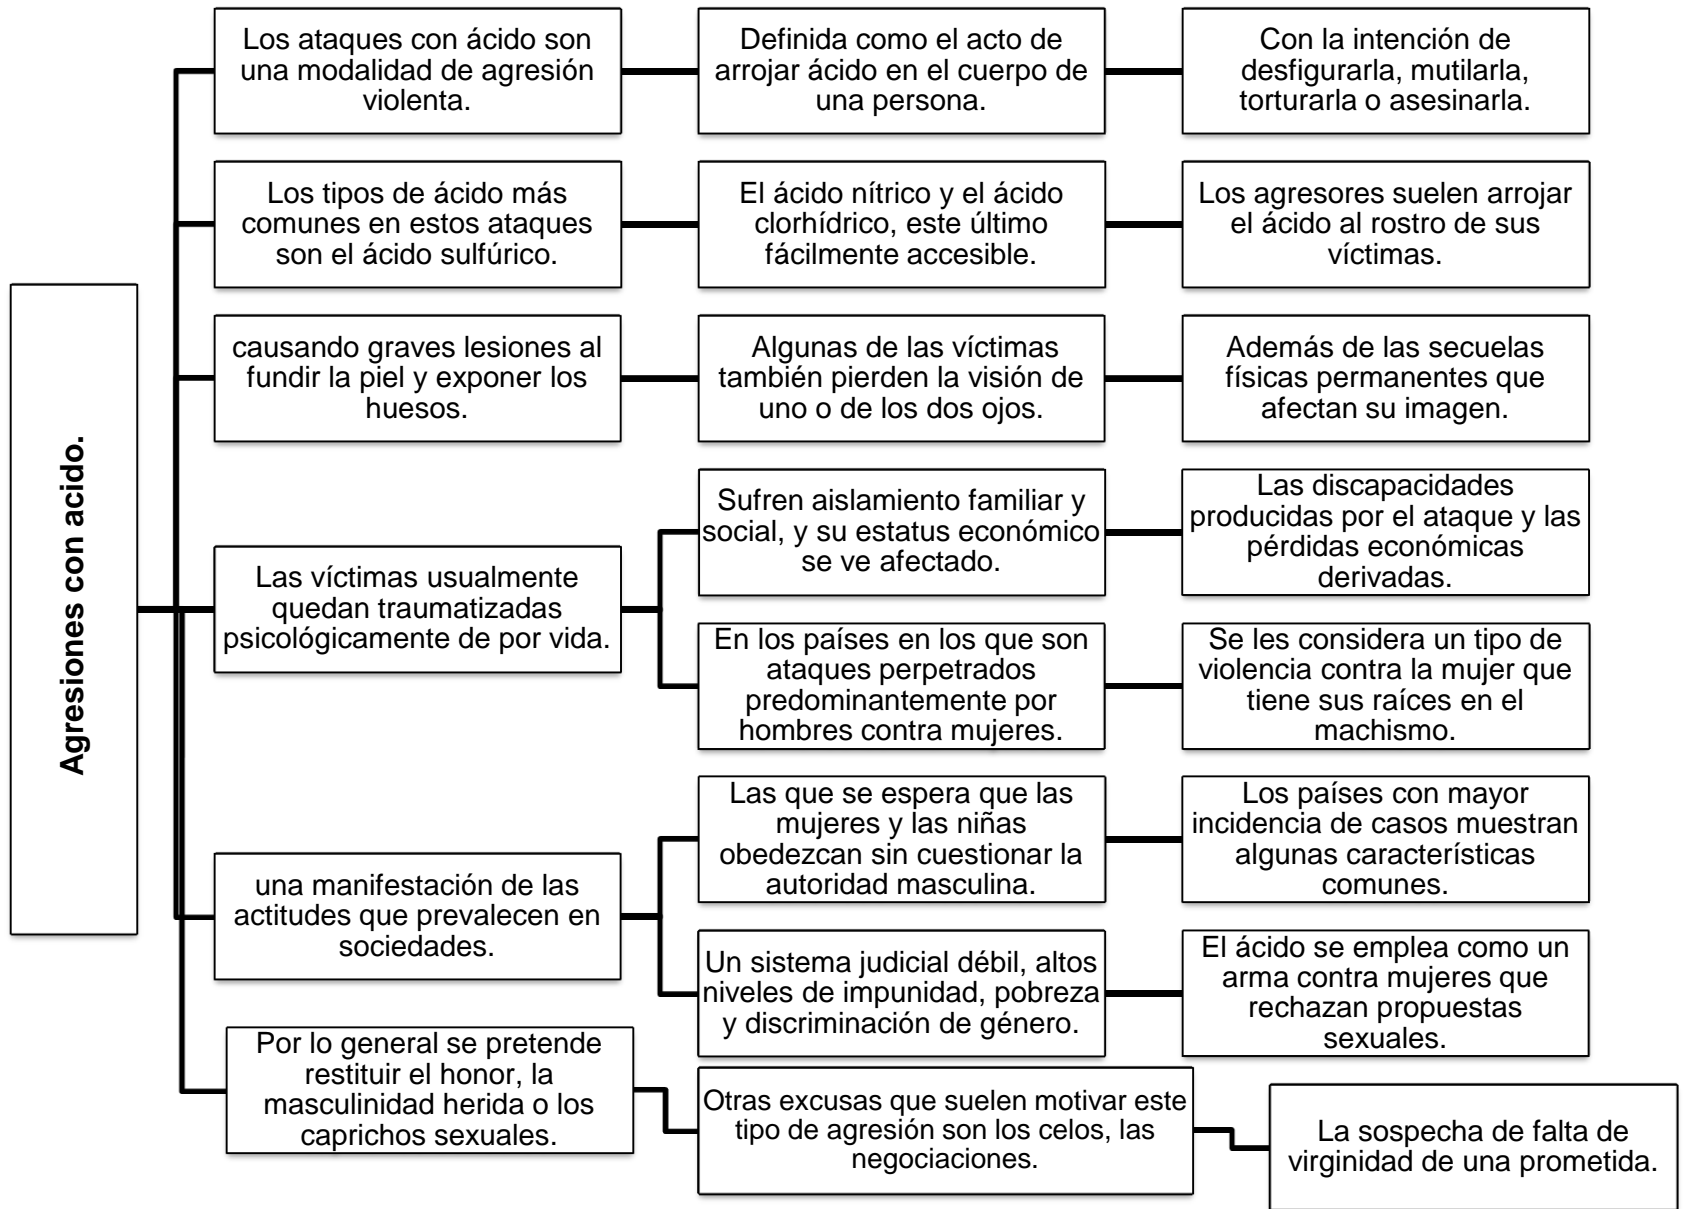 Agresiones con acido.
Los ataques con ácido son
una modalidad de agresión
violenta.
Definida como el acto de
arrojar ácido en el cuerpo de
una persona.
Con la intención de
desfigurarla, mutilarla,
torturarla o asesinarla.
Los tipos de ácido más
comunes en estos ataques
son el ácido sulfúrico.
El ácido nítrico y el ácido
clorhídrico, este último
fácilmente accesible.
Los agresores suelen arrojar
el ácido al rostro de sus
víctimas.
causando graves lesiones al
fundir la piel y exponer los
huesos.
Algunas de las víctimas
también pierden la visión de
uno o de los dos ojos.
Además de las secuelas
físicas permanentes que
afectan su imagen.
Las víctimas usualmente
quedan traumatizadas
psicológicamente de por vida.
Sufren aislamiento familiar y
social, y su estatus económico
se ve afectado.
Las discapacidades
producidas por el ataque y las
pérdidas económicas
derivadas.
En los países en los que son
ataques perpetrados
predominantemente por
hombres contra mujeres.
Se les considera un tipo de
violencia contra la mujer que
tiene sus raíces en el
machismo.
una manifestación de las
actitudes que prevalecen en
sociedades.
Las que se espera que las
mujeres y las niñas
obedezcan sin cuestionar la
autoridad masculina.
Los países con mayor
incidencia de casos muestran
algunas características
comunes.
Un sistema judicial débil, altos
niveles de impunidad, pobreza
y discriminación de género.
El ácido se emplea como un
arma contra mujeres que
rechazan propuestas
sexuales.
Por lo general se pretende
restituir el honor, la
masculinidad herida o los
caprichos sexuales.
Otras excusas que suelen motivar este
tipo de agresión son los celos, las
negociaciones.
La sospecha de falta de
virginidad de una prometida.